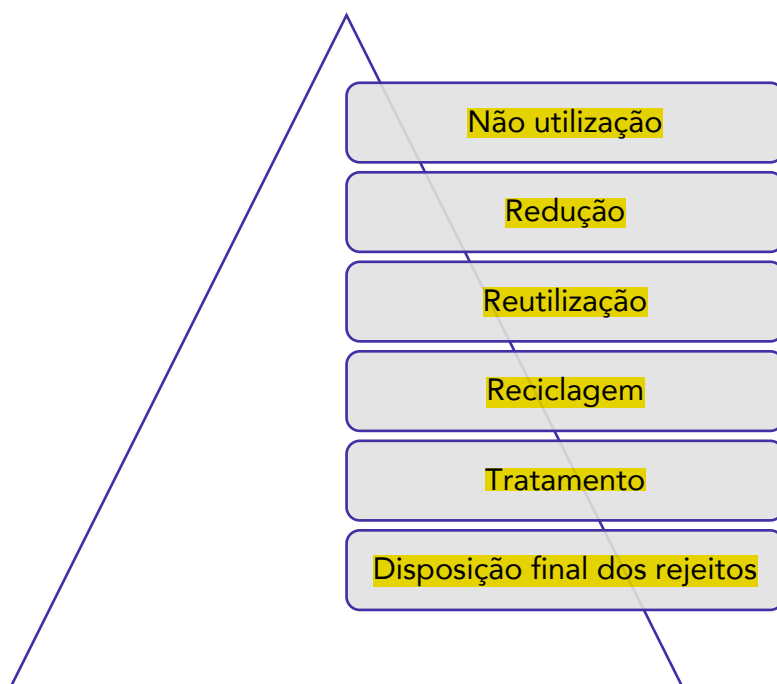 Não utilização
Redução
Reutilização
Reciclagem
Tratamento
Disposição final dos rejeitos